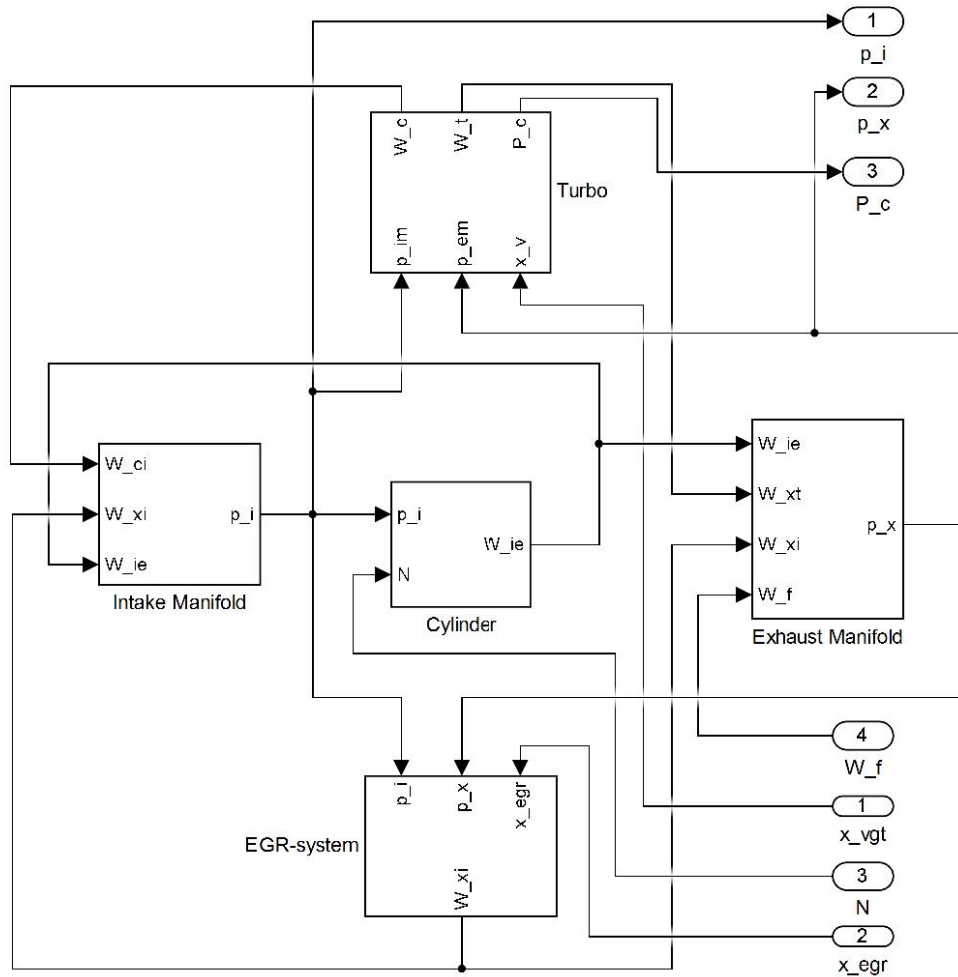 1
p_i
2
p_x
3
P_c
W_c
W_t
P_c
Turbo
p_im
p_em
x_v
W_ci
W_xi
W_ie
p_i
Intake Manifold
p_i
N
W_ie
Cylinder
W_ie
W_xt
W_xi
W_f
p_x
Exhaust Manifold
4
W_f
p_i
p_x
x_egr
EGR-system
W_xi
1
x_vgt
3
N
2
x_egr